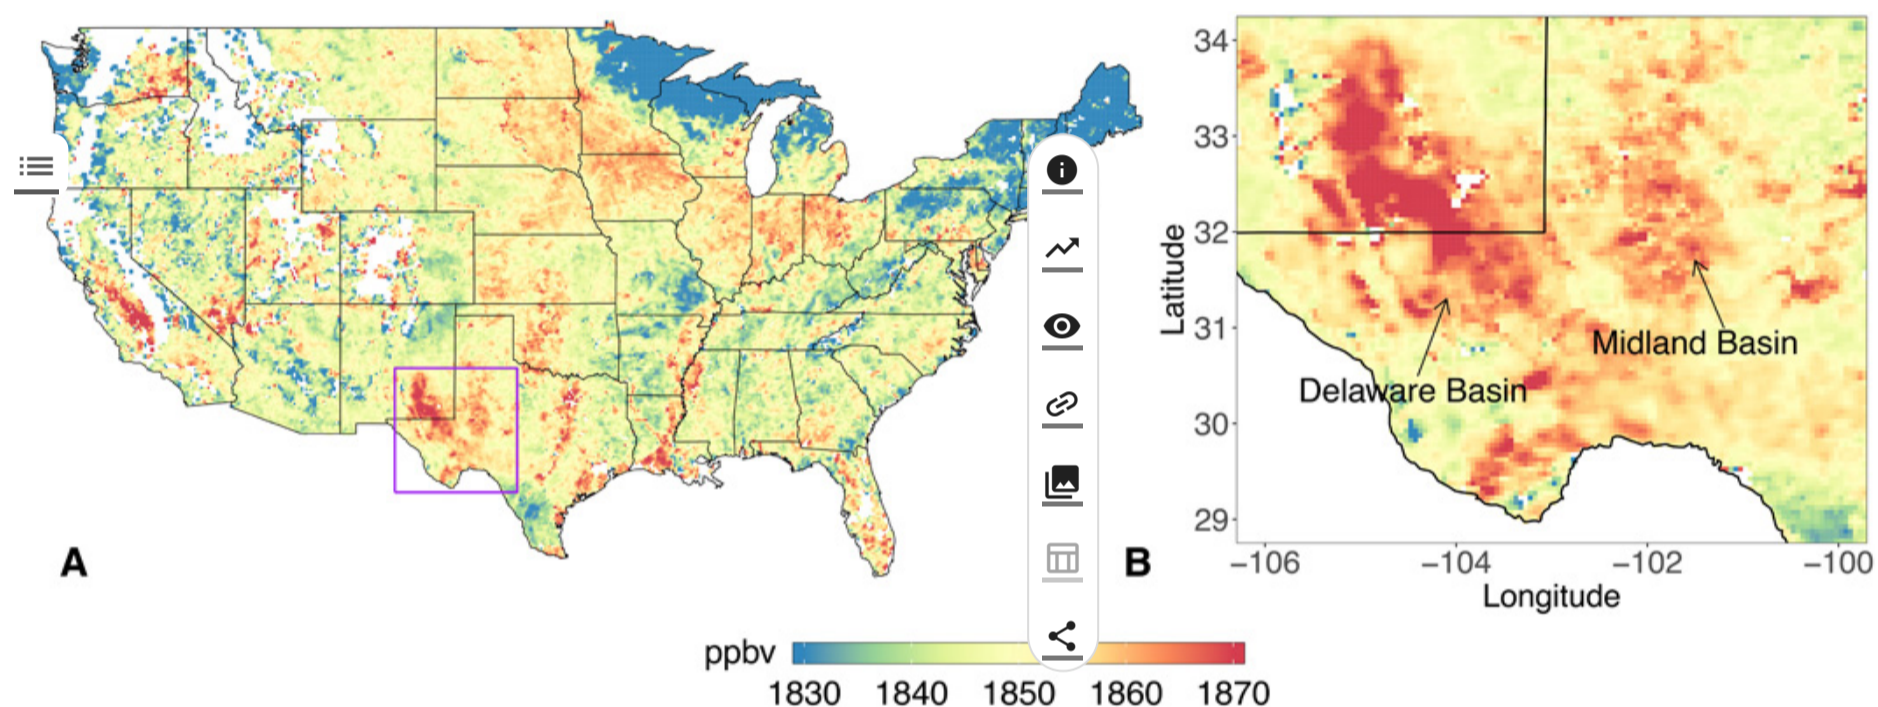 A
ppbv
1830 1840 1850 1860 1870
34
33
32
31
30
29
Latitude
Midland Basin
Delaware Basin
B
−106 −104 −102 −100
Longitude